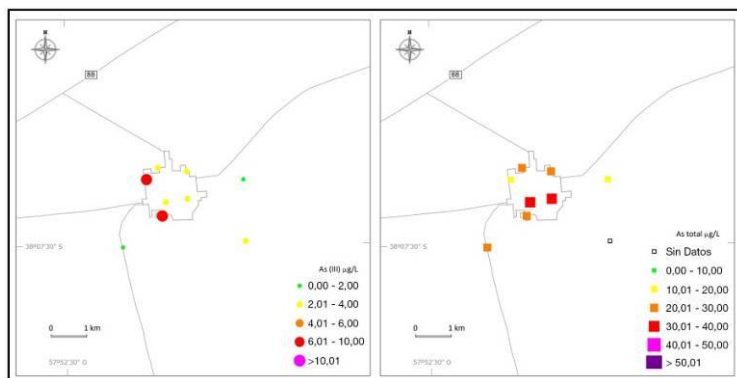 88
38°07'30" S
As (III) µg/L
0,00 - 2,00
2,01 - 4,00
4,01 - 6,00
6,01 - 10,00
>10,01
0 1 km
57°52'30" O
88
38°07'30" S
As total µg/L
Sin Datos
0,00 - 10,00
10,01 - 20,00
20,01 - 30,00
30,01 - 40,00
40,01 - 50,00
> 50,01
0 1 km
57°52'30" O